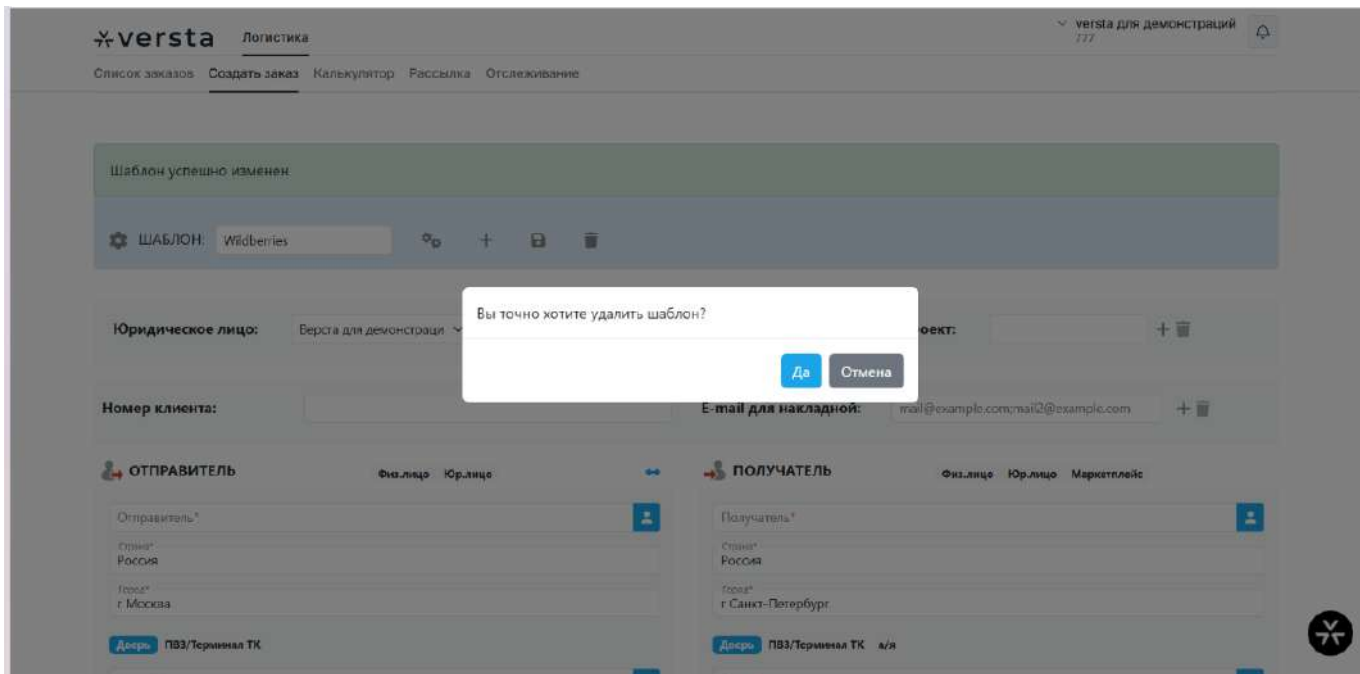 versta Логистика
versta для демонстраций
777
Список заказов Создать заказ Калькулятор Рассылка Отслеживание
Шаблон успешно изменен
ШАБЛОН: Wildberries
Вы точно хотите удалить шаблон?
Юридическое лицо: Верста для демонстраци оект:
Да Отмена
Номер клиента: E-mail для накладной: mail@example.com;mail2@example.com
ОТПРАВИТЕЛЬ Физ.лицо Юр.лицо ПОЛУЧАТЕЛЬ Физ.лицо Юр.лицо Маркетплейс
Отправитель* Получатель*
Страна* Страна*
Россия Россия
Город* Город*
г Москва г Санкт-Петербург
Дверь ПВЗ/Терминал ТК Дверь ПВЗ/Терминал ТК а/я